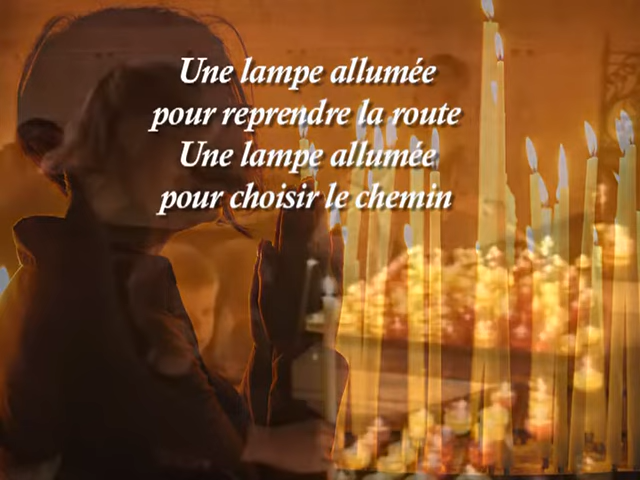 Une lampe allumée
pour reprendre la route
Une lampe allumée
pour choisir le chemin